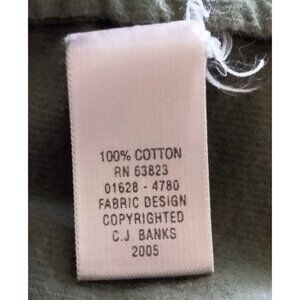 100% COTTON
RN 63823
01628 - 4780
FABRIC DESIGN
COPYRIGHTED
C.J. BANKS
2005